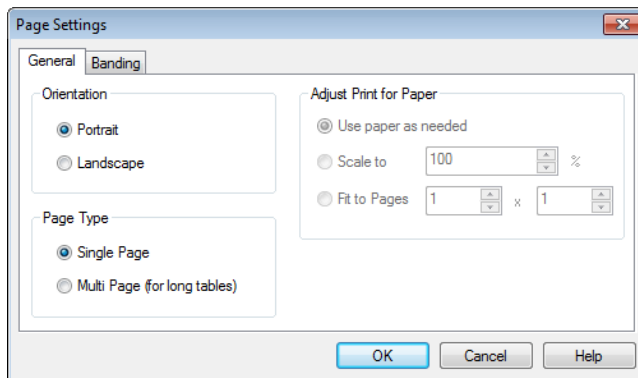 Page Settings
General
Banding
Orientation
Portrait
Landscape
Page Type
Single Page
Multi Page (for long tables)
Adjust Print for Paper
Use paper as needed
Scale to 100 %
Fit to Pages 1 x 1
OK
Cancel
Help